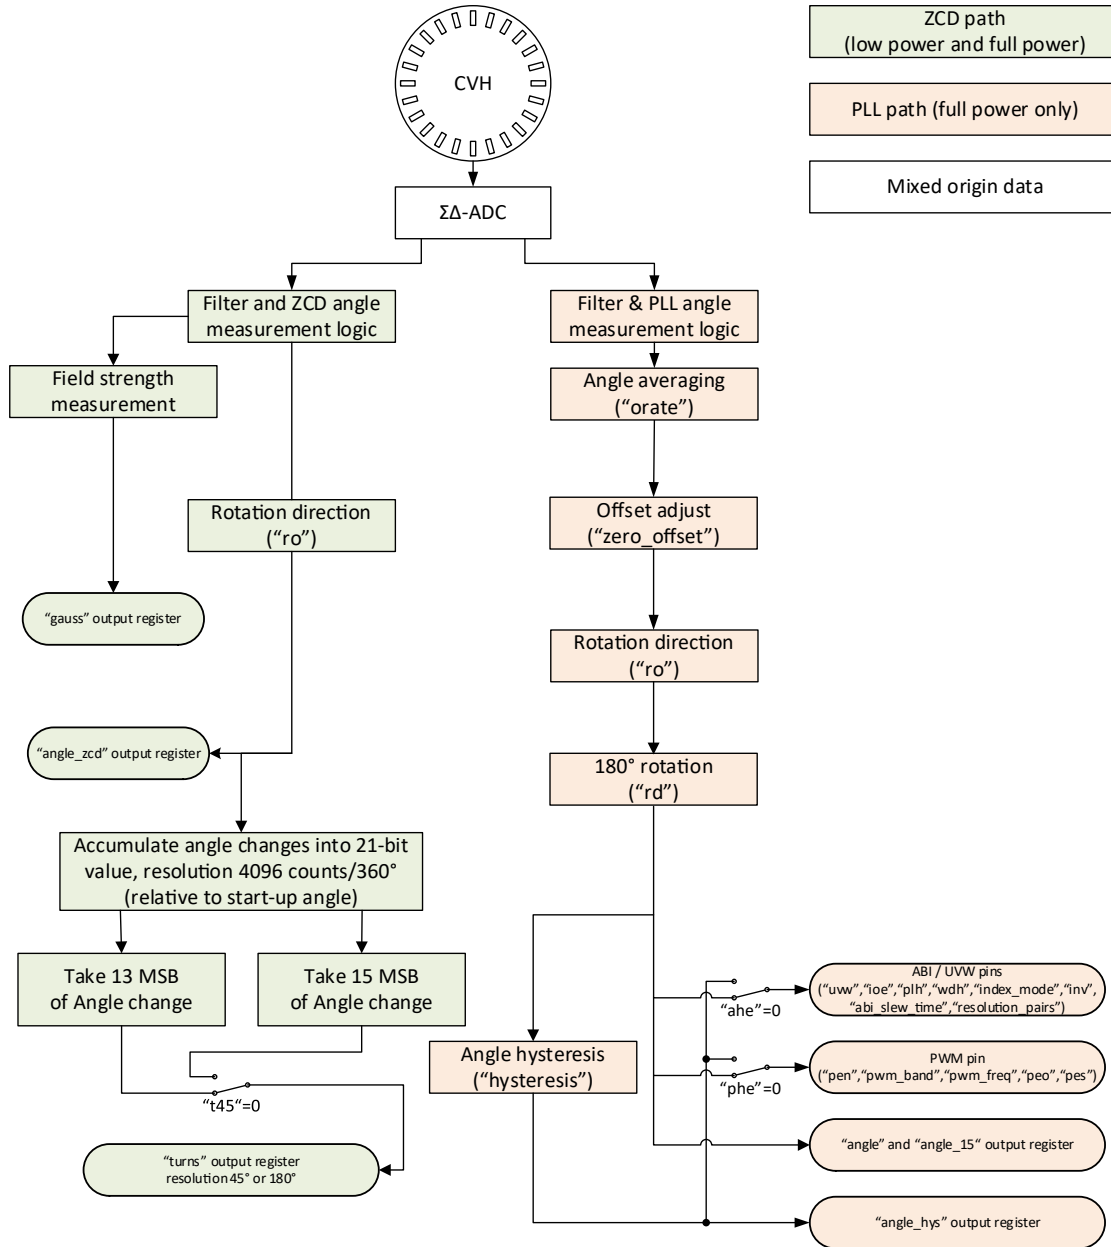 CVH
ZCD path
(low power and full power)
PLL path (full power only)
Mixed origin data
ΣΔ-ADC
Filter and ZCD angle
measurement logic
Filter & PLL angle
measurement logic
Field strength
measurement
Angle averaging
(“orate”)
Rotation direction
(“ro”)
Offset adjust
(“zero_offset”)
“gauss” output register
Rotation direction
(“ro”)
“angle_zcd” output register
180° rotation
(“rd”)
Accumulate angle changes into 21-bit
value, resolution 4096 counts/360°
(relative to start-up angle)
Take 13 MSB
of Angle change
Take 15 MSB
of Angle change
ABI / UVW pins
(“uvw”,“ioe”,“plh”,“wdh”,“index_mode”,“inv”,
“abi_slew_time”,“resolution_pairs”)
“ahe”=0
Angle hysteresis
(“hysteresis”)
PWM pin
(“pen”,“pwm_band”,“pwm_freq”,“peo”,“pes”)
“phe”=0
“t45“=0
“angle” and “angle_15“ output register
“turns” output register
resolution 45° or 180°
“angle_hys” output register